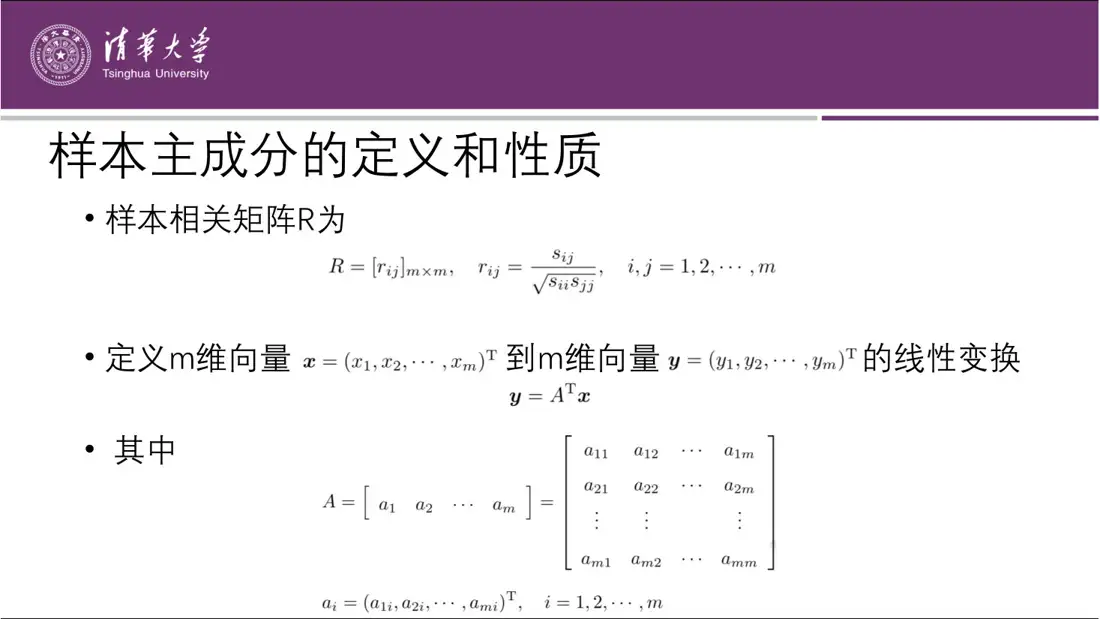 清华大学
Tsinghua University
样本主成分的定义和性质
• 样本相关矩阵R为
R = [r_{ij}]_{m×m}, r_{ij} = \frac{s_{ij}}{\sqrt{s_{ii}s_{jj}}}, i, j = 1, 2, ⋯, m
• 定义m维向量 x = (x_1, x_2, ⋯, x_m)^T 到m维向量 y = (y_1, y_2, ⋯, y_m)^T 的线性变换
y = A^T x
• 其中
A = [ a_1 a_2 ⋯ a_m ] = [ a_{11} a_{12} ⋯ a_{1m}
a_{21} a_{22} ⋯ a_{2m}
⋮ ⋮ ⋮
a_{m1} a_{m2} ⋯ a_{mm} ]
a_i = (a_{1i}, a_{2i}, ⋯, a_{mi})^T, i = 1, 2, ⋯, m